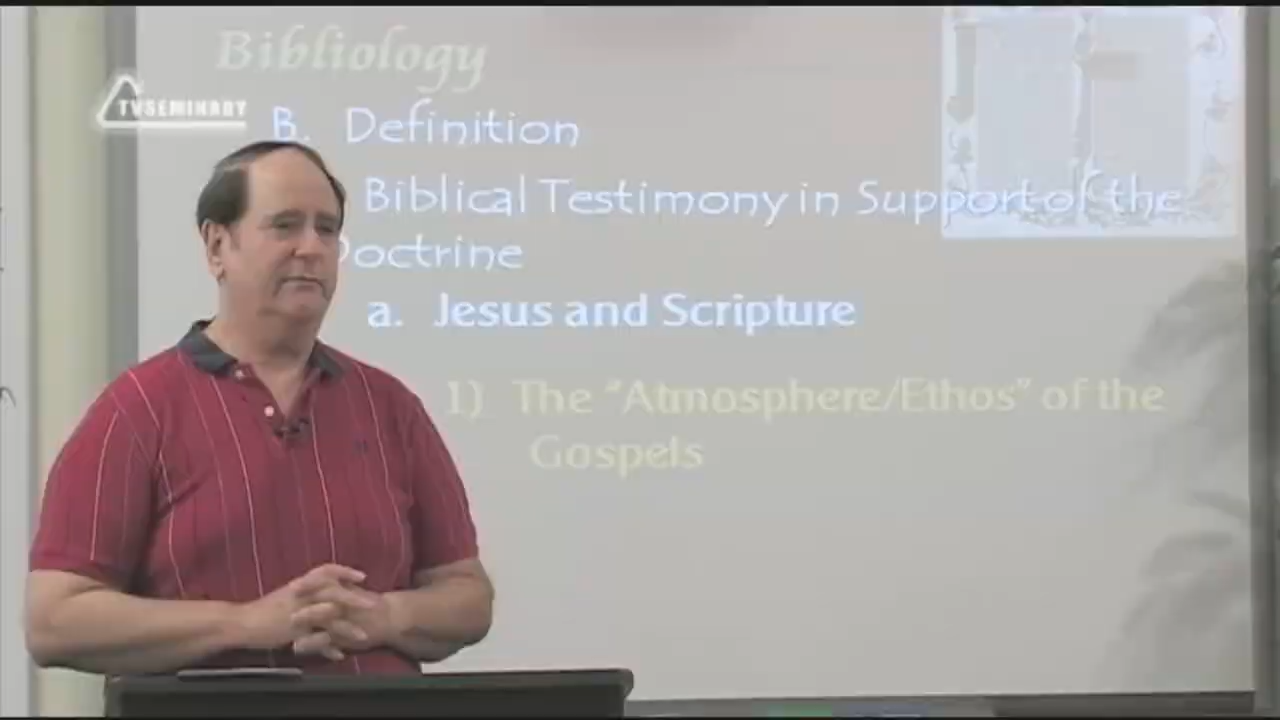 Bibliology
TVSEMINARY
B. Definition
Biblical Testimony in Support of the
Doctrine
a. Jesus and Scripture
1) The “Atmosphere/Ethos” of the
Gospels